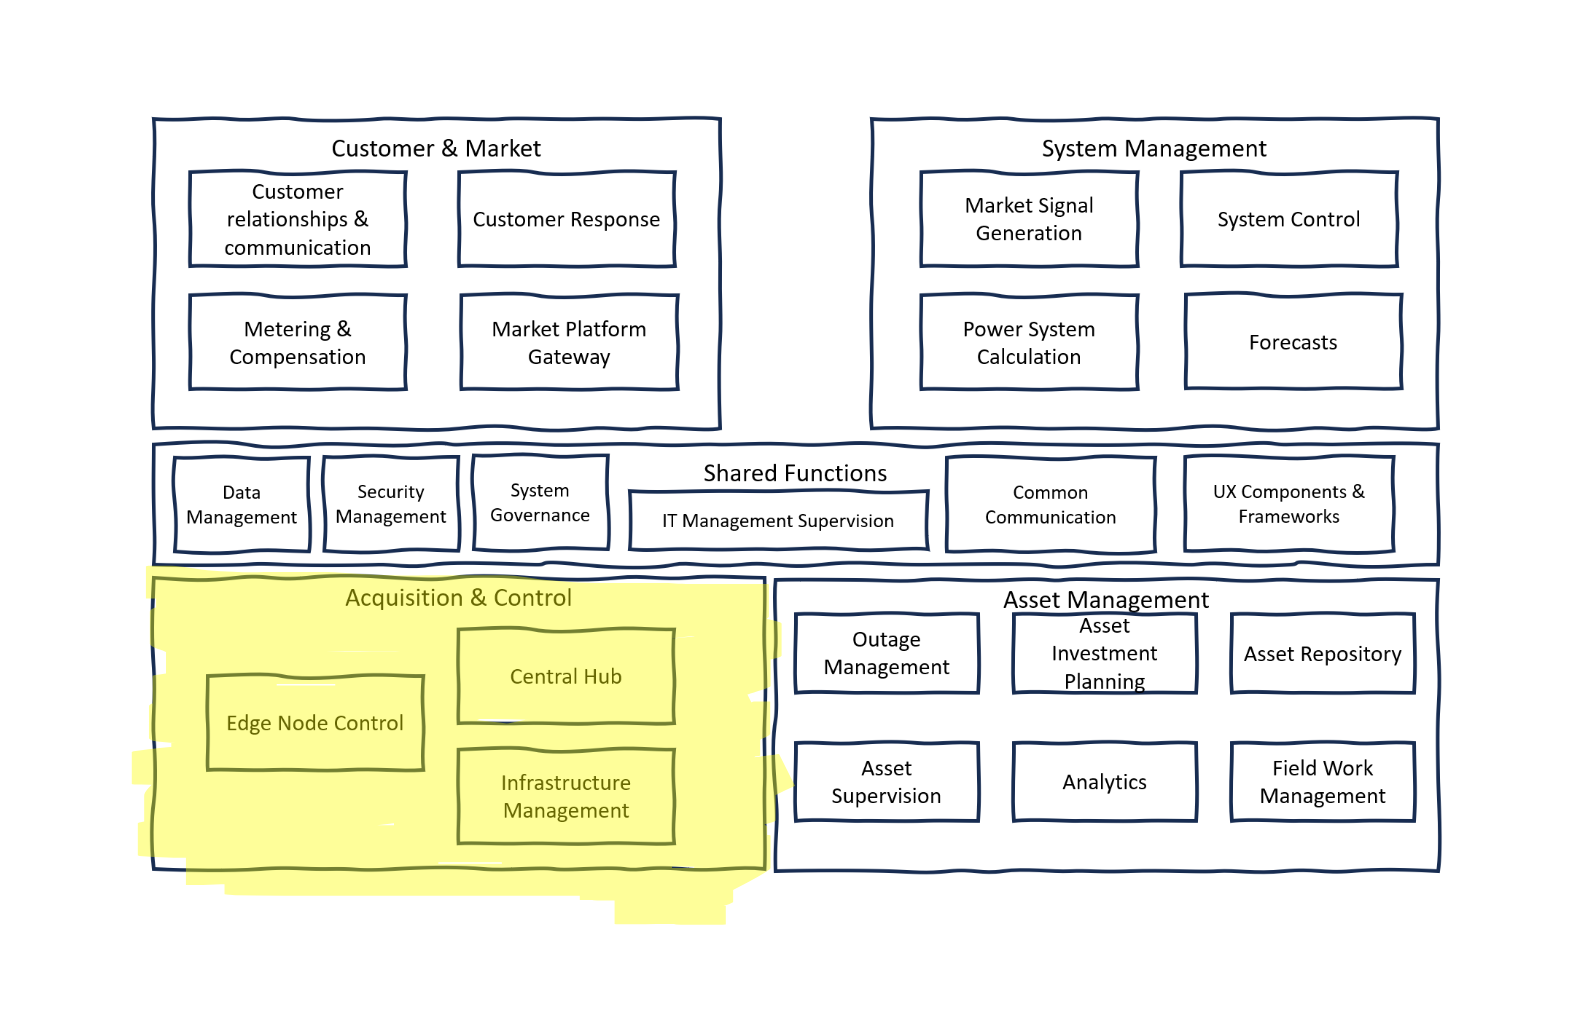 Customer & Market
Customer
relationships &
communication
Customer Response
Metering &
Compensation
Market Platform
Gateway
System Management
Market Signal
Generation
System Control
Power System
Calculation
Forecasts
Shared Functions
Data
Management
Security
Management
System
Governance
IT Management Supervision
Common
Communication
UX Components &
Frameworks
Acquisition & Control
Edge Node Control
Central Hub
Infrastructure
Management
Asset Management
Outage
Management
Asset
Investment
Planning
Asset Repository
Asset
Supervision
Analytics
Field Work
Management